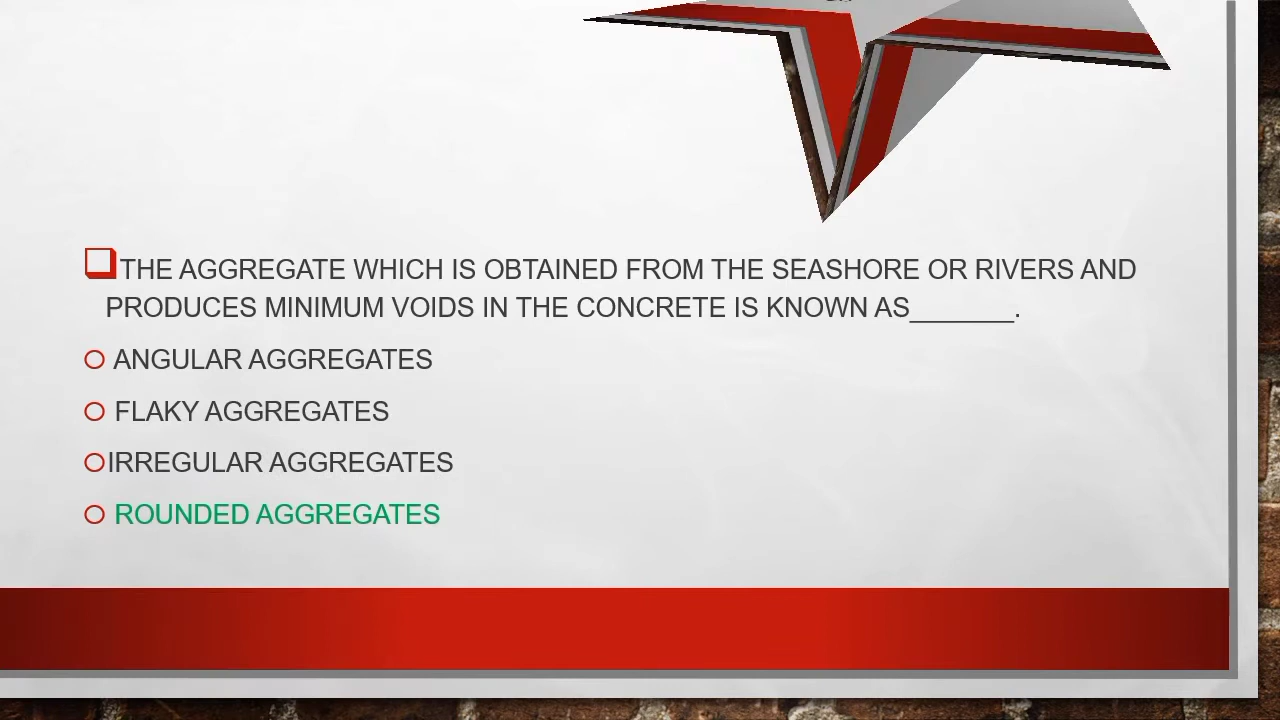 THE AGGREGATE WHICH IS OBTAINED FROM THE SEASHORE OR RIVERS AND
PRODUCES MINIMUM VOIDS IN THE CONCRETE IS KNOWN AS_______.
ANGULAR AGGREGATES
FLAKY AGGREGATES
IRREGULAR AGGREGATES
ROUNDED AGGREGATES